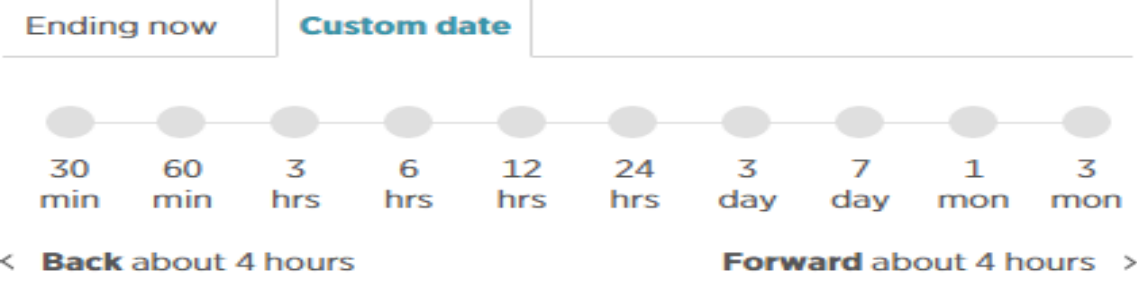 Ending now Custom date
30 60 3 6 12 24 3 7 1 3
min min hrs hrs hrs hrs day day mon mon
< Back about 4 hours Forward about 4 hours >